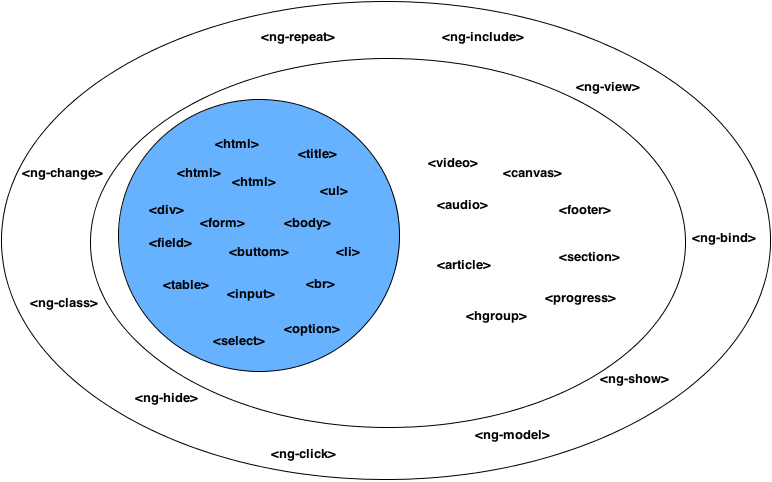 <ng-repeat>
<ng-include>
<ng-view>
<ng-change>
<ng-class>
<ng-hide>
<ng-click>
<ng-model>
<ng-show>
<ng-bind>
<html>
<title>
<html>
<html>
<ul>
<div>
<form>
<body>
<field>
<buttom>
<li>
<table>
<input>
<br>
<select>
<option>
<video>
<canvas>
<audio>
<footer>
<article>
<section>
<progress>
<hgroup>